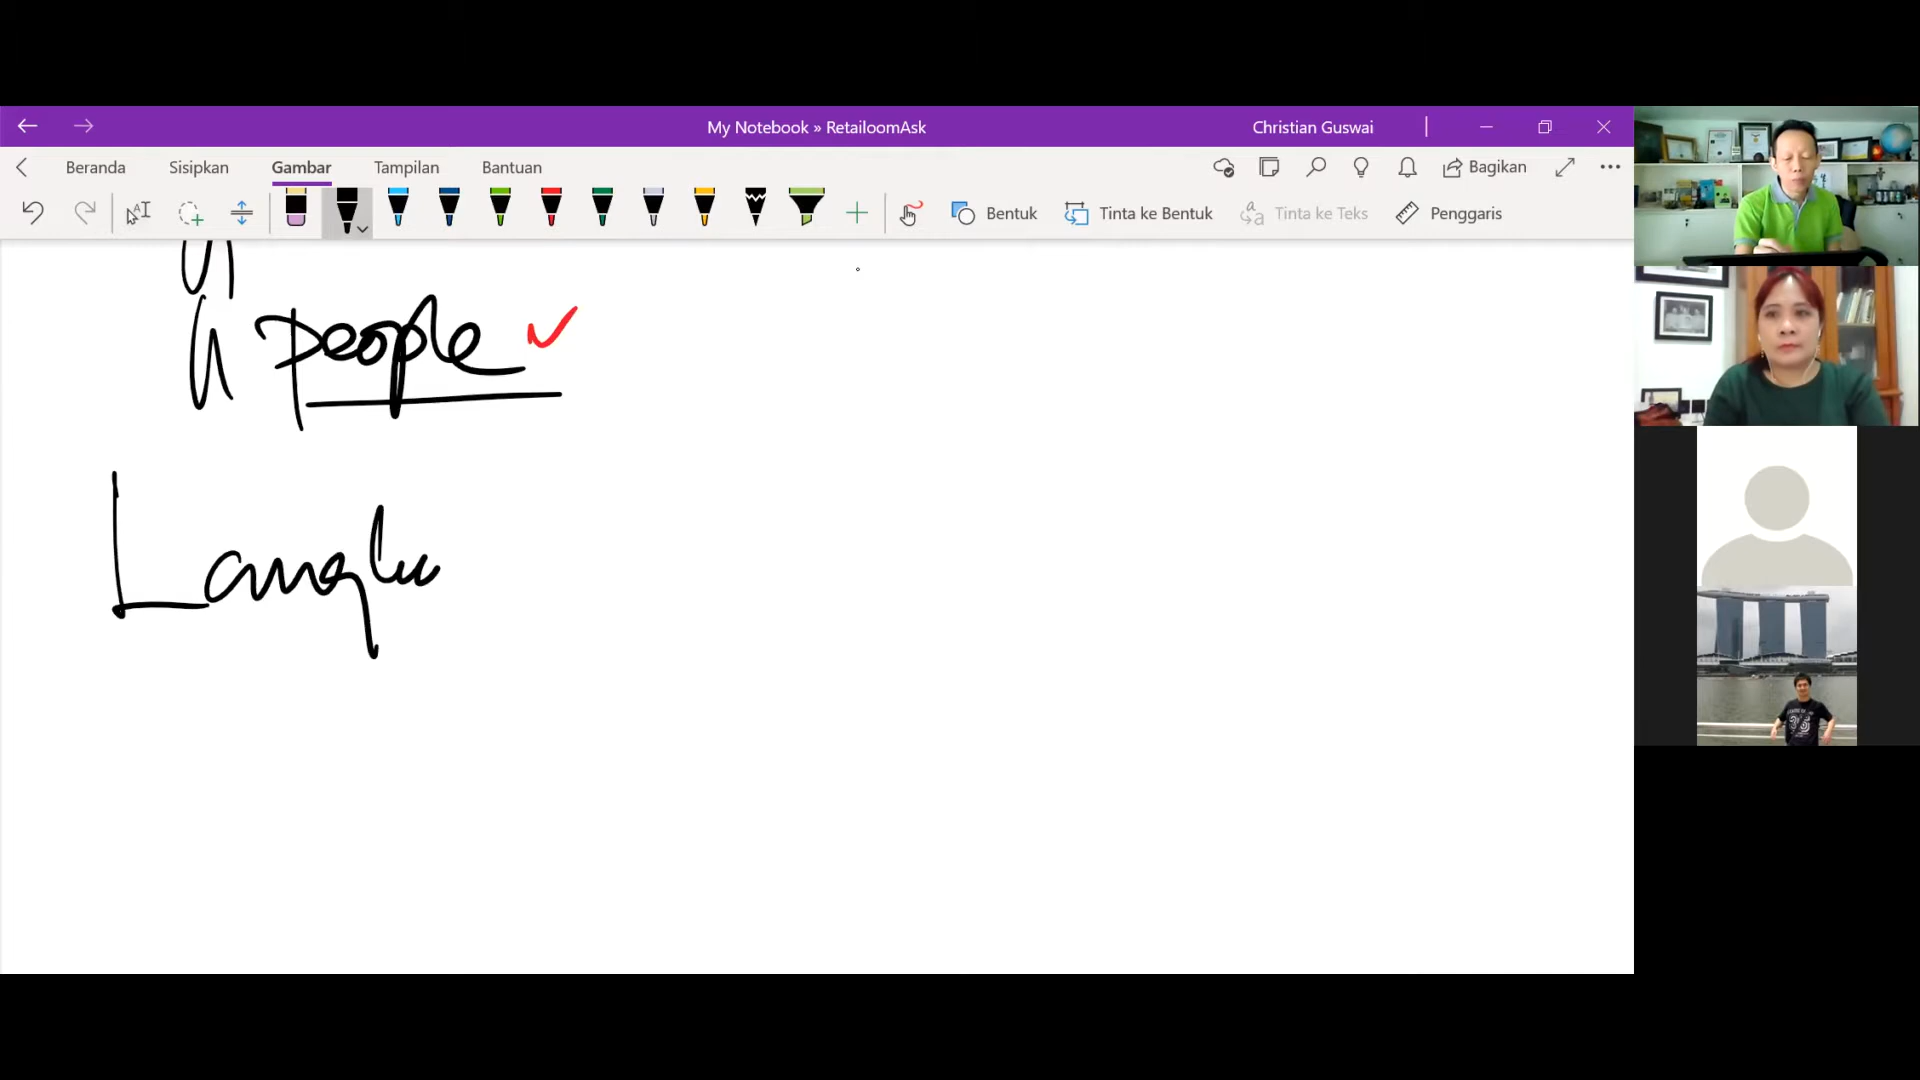 My Notebook » RetailoomAsk
Christian Guswai
Beranda Sisipkan Gambar Tampilan Bantuan
Bagikan
Bentuk
Tinta ke Bentuk
Tinta ke Teks
Penggaris
people